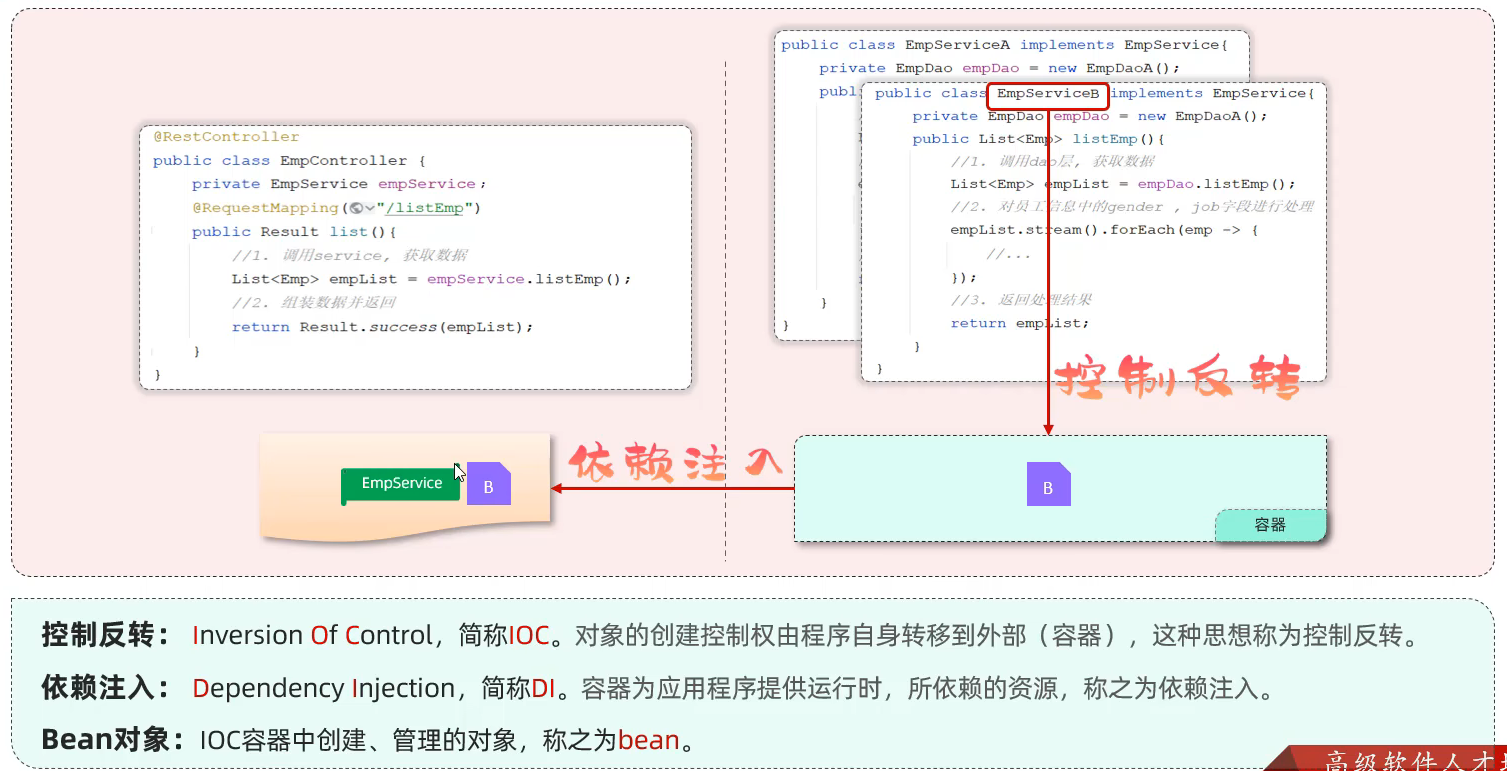 @RestController
public class EmpController {
private EmpService empService;
@RequestMapping("/listEmp")
public Result list(){
//1. 调用service, 获取数据
List<Emp> empList = empService.listEmp();
//2. 组装数据并返回
return Result.success(empList);
}
}
public class EmpServiceA implements EmpService{
private EmpDao empDao = new EmpDaoA();
publ
}
}
public class EmpServiceB implements EmpService{
private EmpDao empDao = new EmpDaoA();
public List<Emp> listEmp(){
//1. 调用dao层, 获取数据
List<Emp> empList = empDao.listEmp();
//2. 对员工信息中的gender , job字段进行处理
empList.stream().forEach(emp -> {
//...
});
//3. 返回处理结果
return empList;
}
}
控制反转
依赖注入
EmpService
B
B
容器
控制反转： Inversion Of Control，简称IOC。对象的创建控制权由程序自身转移到外部（容器），这种思想称为控制反转。
依赖注入： Dependency Injection，简称DI。容器为应用程序提供运行时，所依赖的资源，称之为依赖注入。
Bean对象：IOC容器中创建、管理的对象，称之为bean。
高级软件人才